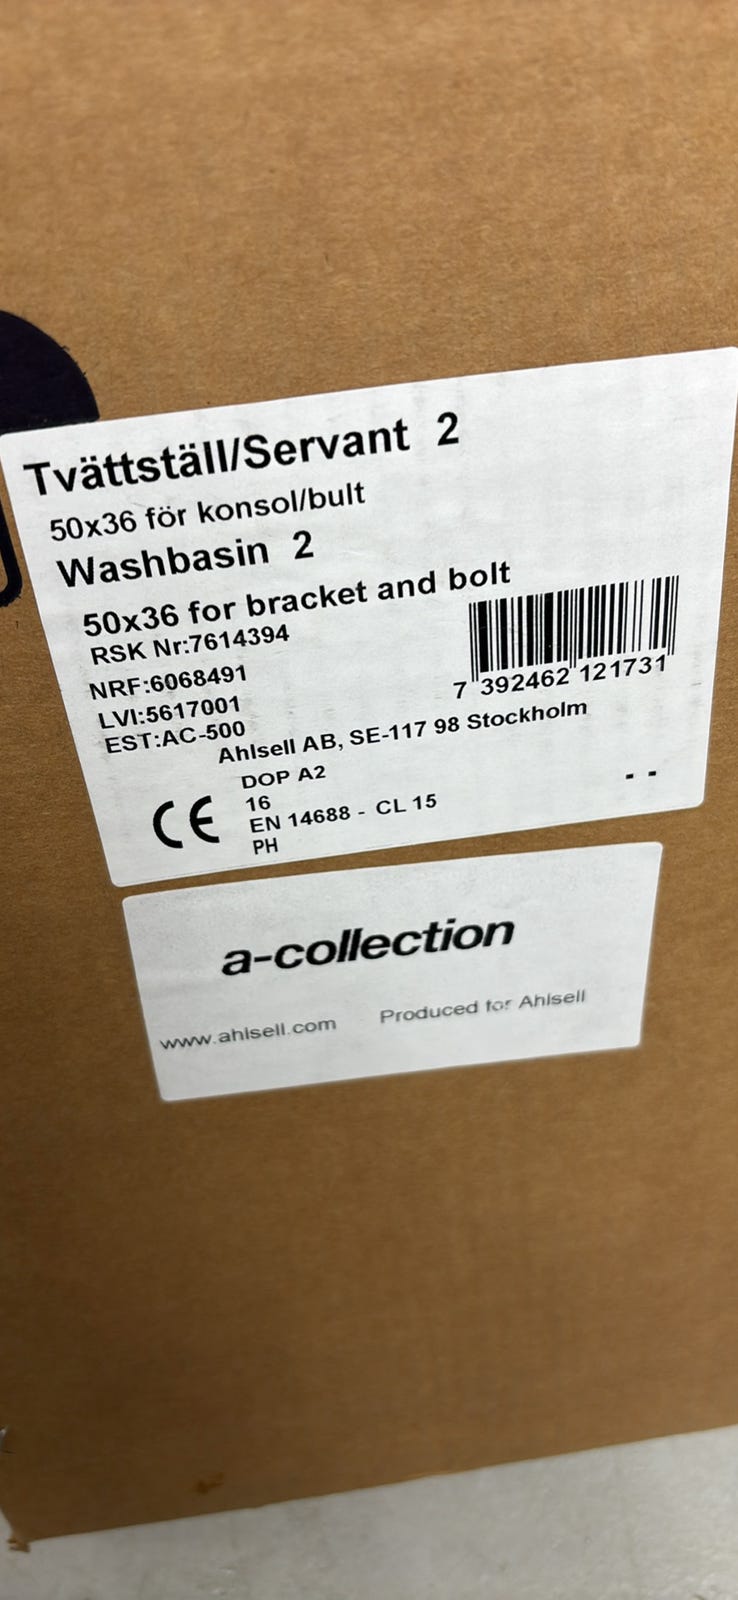 Tvättställ/Servant 2
50x36 för konsol/bult
Washbasin 2
50x36 for bracket and bolt
RSK Nr:7614394
NRF:6068491
LVI:5617001
EST:AC-500
7 392462 121731
Ahlsell AB, SE-117 98 Stockholm
DOP A2
CE
16
EN 14688 - CL 15
PH
- -
a-collection
www.ahlsell.com Produced for Ahlsell